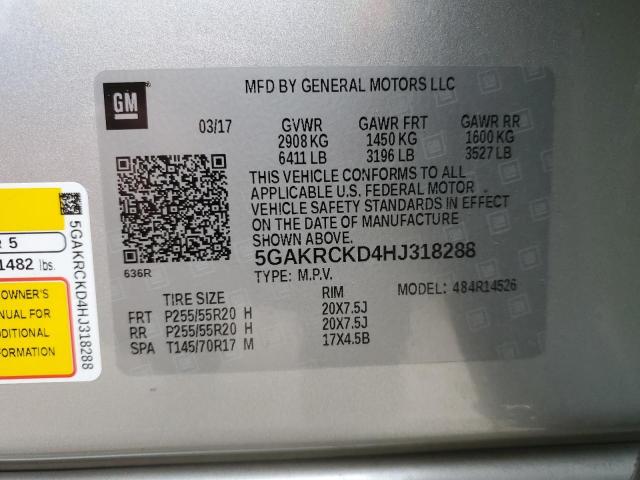 GM
MFD BY GENERAL MOTORS LLC
03/17 GVWR GAWR FRT GAWR RR
2908 KG 1450 KG 1600 KG
6411 LB 3196 LB 3527 LB
THIS VEHICLE CONFORMS TO ALL
APPLICABLE U.S. FEDERAL MOTOR
VEHICLE SAFETY STANDARDS IN EFFECT
ON THE DATE OF MANUFACTURE
SHOWN ABOVE.
5GAKRCKD4HJ318288
636R
TYPE: M.P.V.
MODEL: 484R14526
TIRE SIZE RIM
FRT P255/55R20 H 20X7.5J
RR P255/55R20 H 20X7.5J
SPA T145/70R17 M 17X4.5B
R 5
1482 lbs.
OWNER'S
NUAL FOR
ADDITIONAL
FORMATION
5GAKRCKD4HJ318288